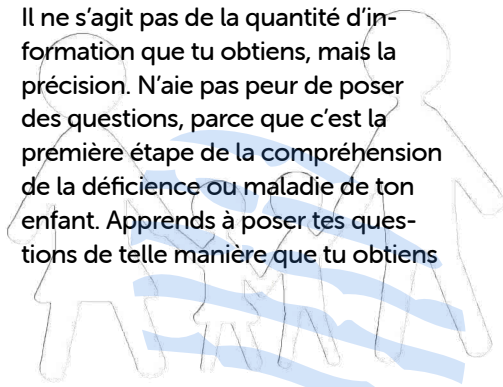 Il ne s’agit pas de la quantité d’in-
formation que tu obtiens, mais la
précision. N’aie pas peur de poser
des questions, parce que c’est la
première étape de la compréhension
de la déficience ou maladie de ton
enfant. Apprends à poser tes ques-
tions de telle manière que tu obtiens